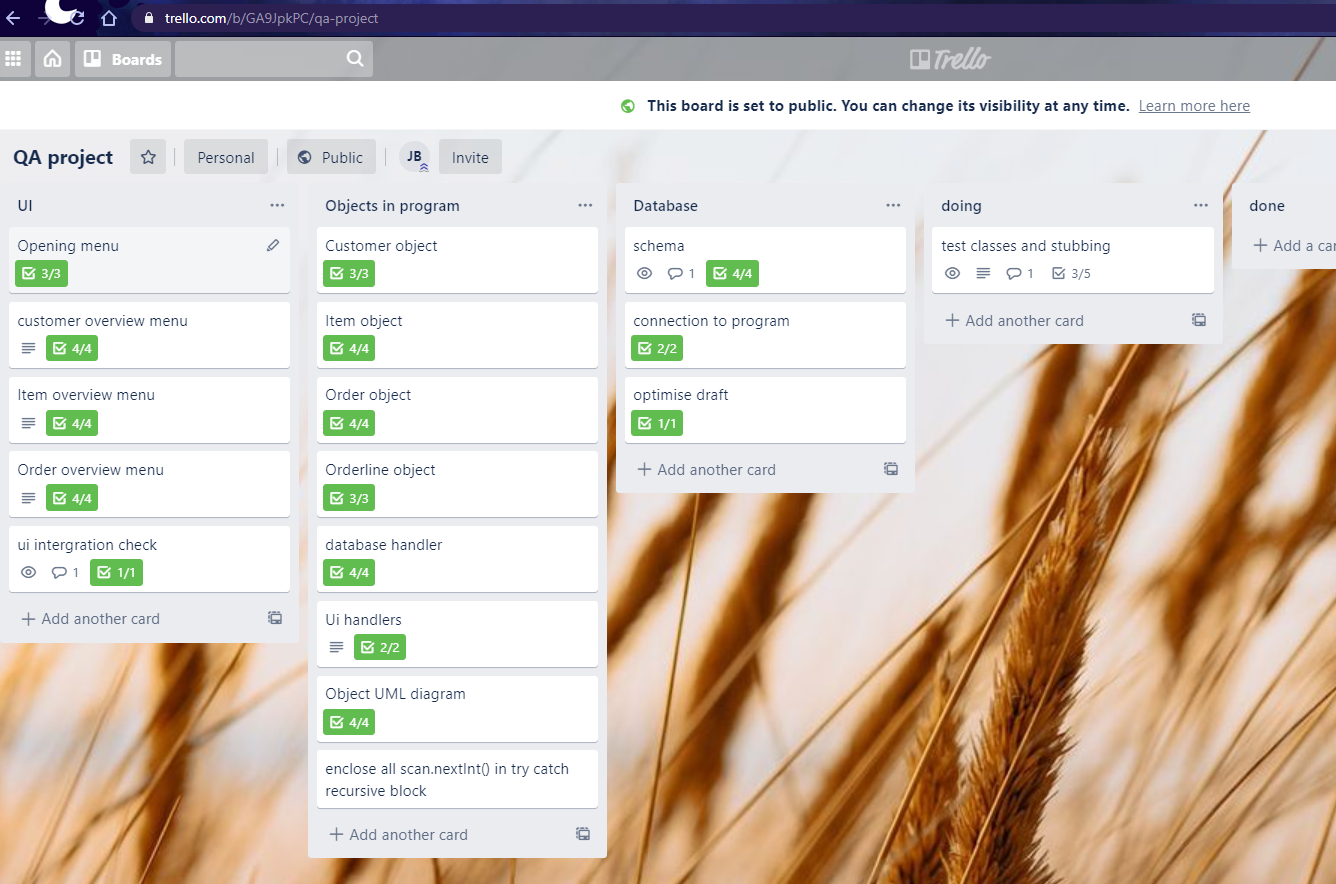 trello.com/b/GA9JpkPC/qa-project
Boards
Trello
This board is set to public. You can change its visibility at any time. Learn more here
QA project
Personal
Public
JB
Invite
UI
Opening menu
3/3
customer overview menu
4/4
Item overview menu
4/4
Order overview menu
4/4
ui intergration check
1 1/1
+ Add another card
Objects in program
Customer object
3/3
Item object
4/4
Order object
4/4
Orderline object
3/3
database handler
4/4
Ui handlers
2/2
Object UML diagram
4/4
enclose all scan.nextInt() in try catch
recursive block
+ Add another card
Database
schema
1 4/4
connection to program
2/2
optimise draft
1/1
+ Add another card
doing
test classes and stubbing
1 3/5
+ Add another card
done
+ Add a car